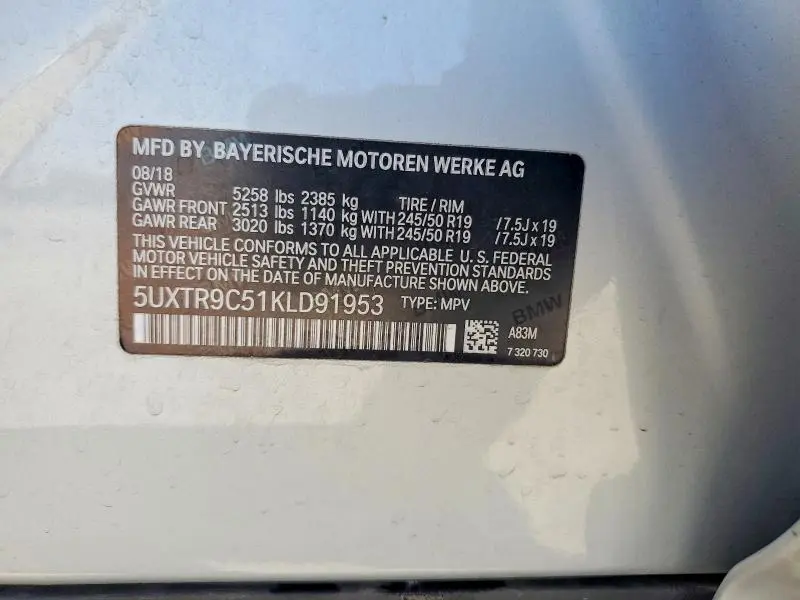 MFD BY BAYERISCHE MOTOREN WERKE AG
08/18
GVWR 5258 lbs 2385 kg TIRE / RIM
GAWR FRONT 2513 lbs 1140 kg WITH 245/50 R19 / 7.5J x 19
GAWR REAR 3020 lbs 1370 kg WITH 245/50 R19 / 7.5J x 19
THIS VEHICLE CONFORMS TO ALL APPLICABLE U. S. FEDERAL
MOTOR VEHICLE SAFETY AND THEFT PREVENTION STANDARDS
IN EFFECT ON THE DATE OF MANUFACTURE SHOWN ABOVE.
5UXTR9C51KLD91953 TYPE: MPV
BMW
A83M
7 320 730